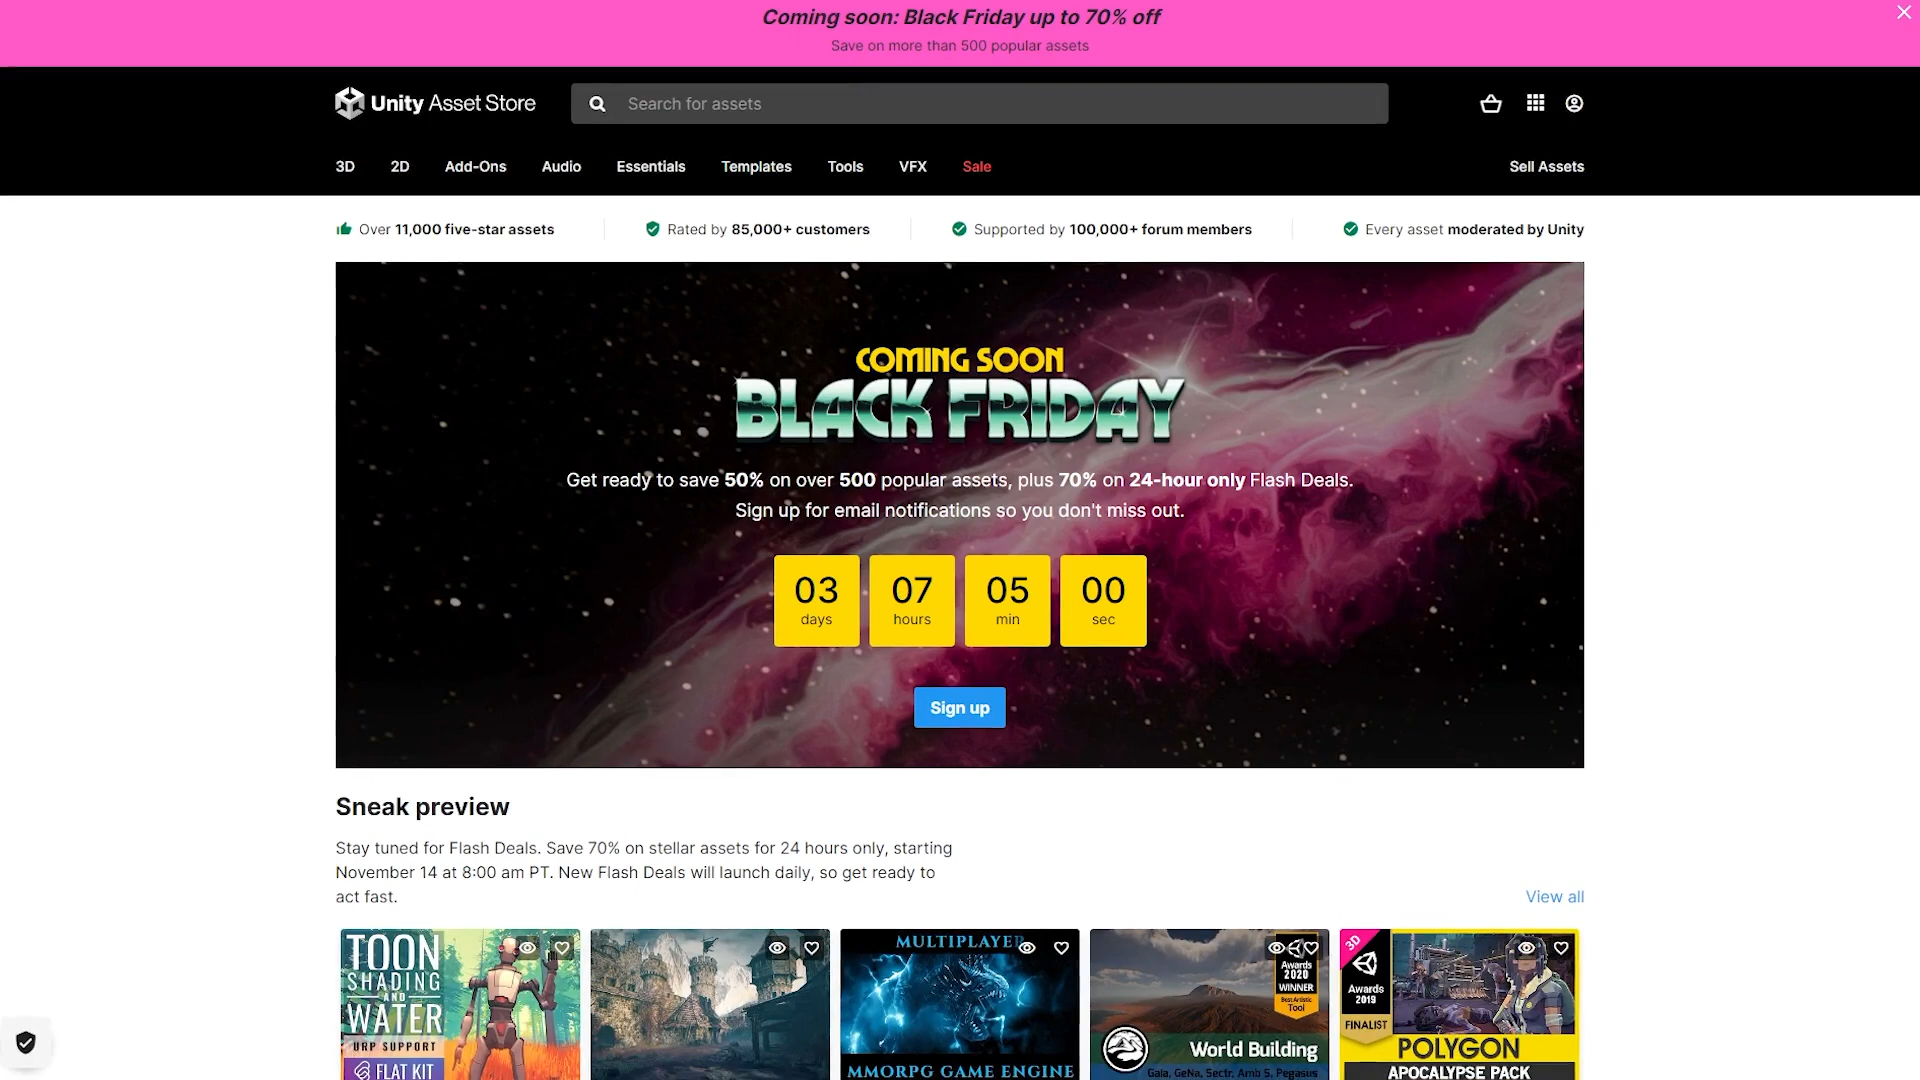 Coming soon: Black Friday up to 70% off
Save on more than 500 popular assets
Unity Asset Store
Search for assets
3D
2D
Add-Ons
Audio
Essentials
Templates
Tools
VFX
Sale
Sell Assets
Over 11,000 five-star assets
Rated by 85,000+ customers
Supported by 100,000+ forum members
Every asset moderated by Unity
COMING SOON
BLACK FRIDAY
Get ready to save 50% on over 500 popular assets, plus 70% on 24-hour only Flash Deals.
Sign up for email notifications so you don't miss out.
03 07 05 00
days hours min sec
Sign up
Sneak preview
Stay tuned for Flash Deals. Save 70% on stellar assets for 24 hours only, starting
November 14 at 8:00 am PT. New Flash Deals will launch daily, so get ready to
act fast.
View all
TOON
SHADING
AND
WATER
URP SUPPORT
FLAT KIT
MULTIPLAYER
MMORPG GAME ENGINE
Awards
2020
WINNER
Best Artistic
Tool
World Building
Gaia, GeNa, Sectr, Amb S, Pegasus
3D
Awards
2019
FINALIST
POLYGON
APOCALYPSE PACK